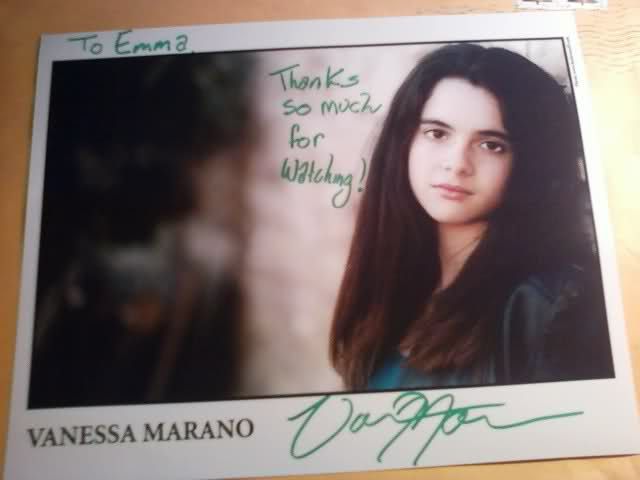 To Emma.
Thanks
so much
for
Watching!
VANESSA MARANO